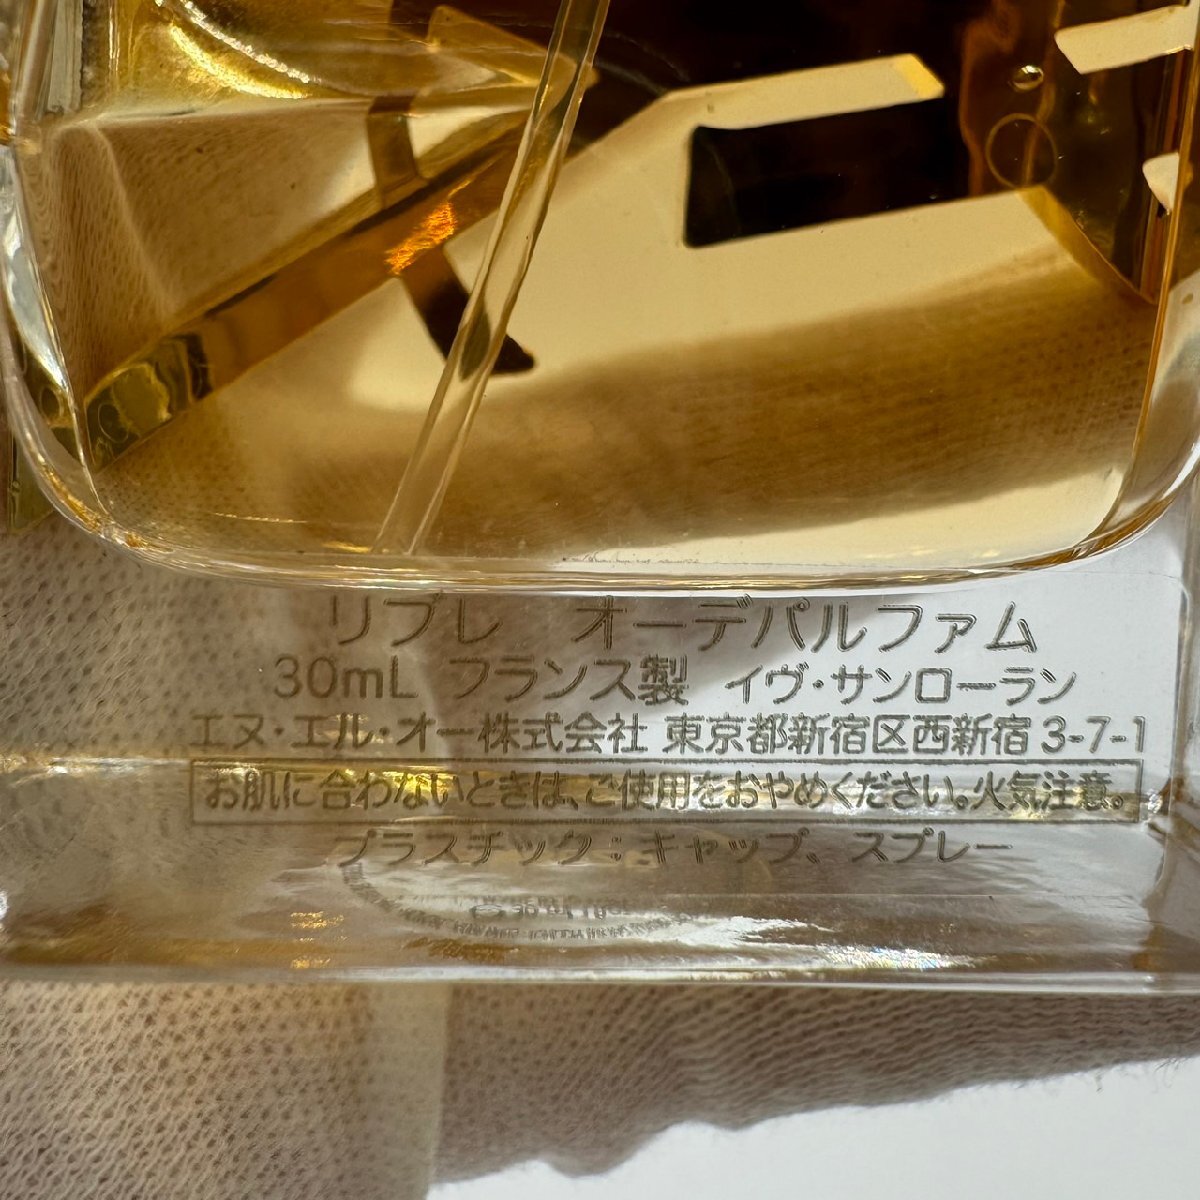 リブレ　オーデパルファム
30mL フランス製　イヴ・サンローラン
エヌ・エル・オー株式会社 東京都新宿区西新宿3-7-1
お肌に合わないときは、ご使用をおやめください。火気注意。
プラスチック：キャップ、スプレー